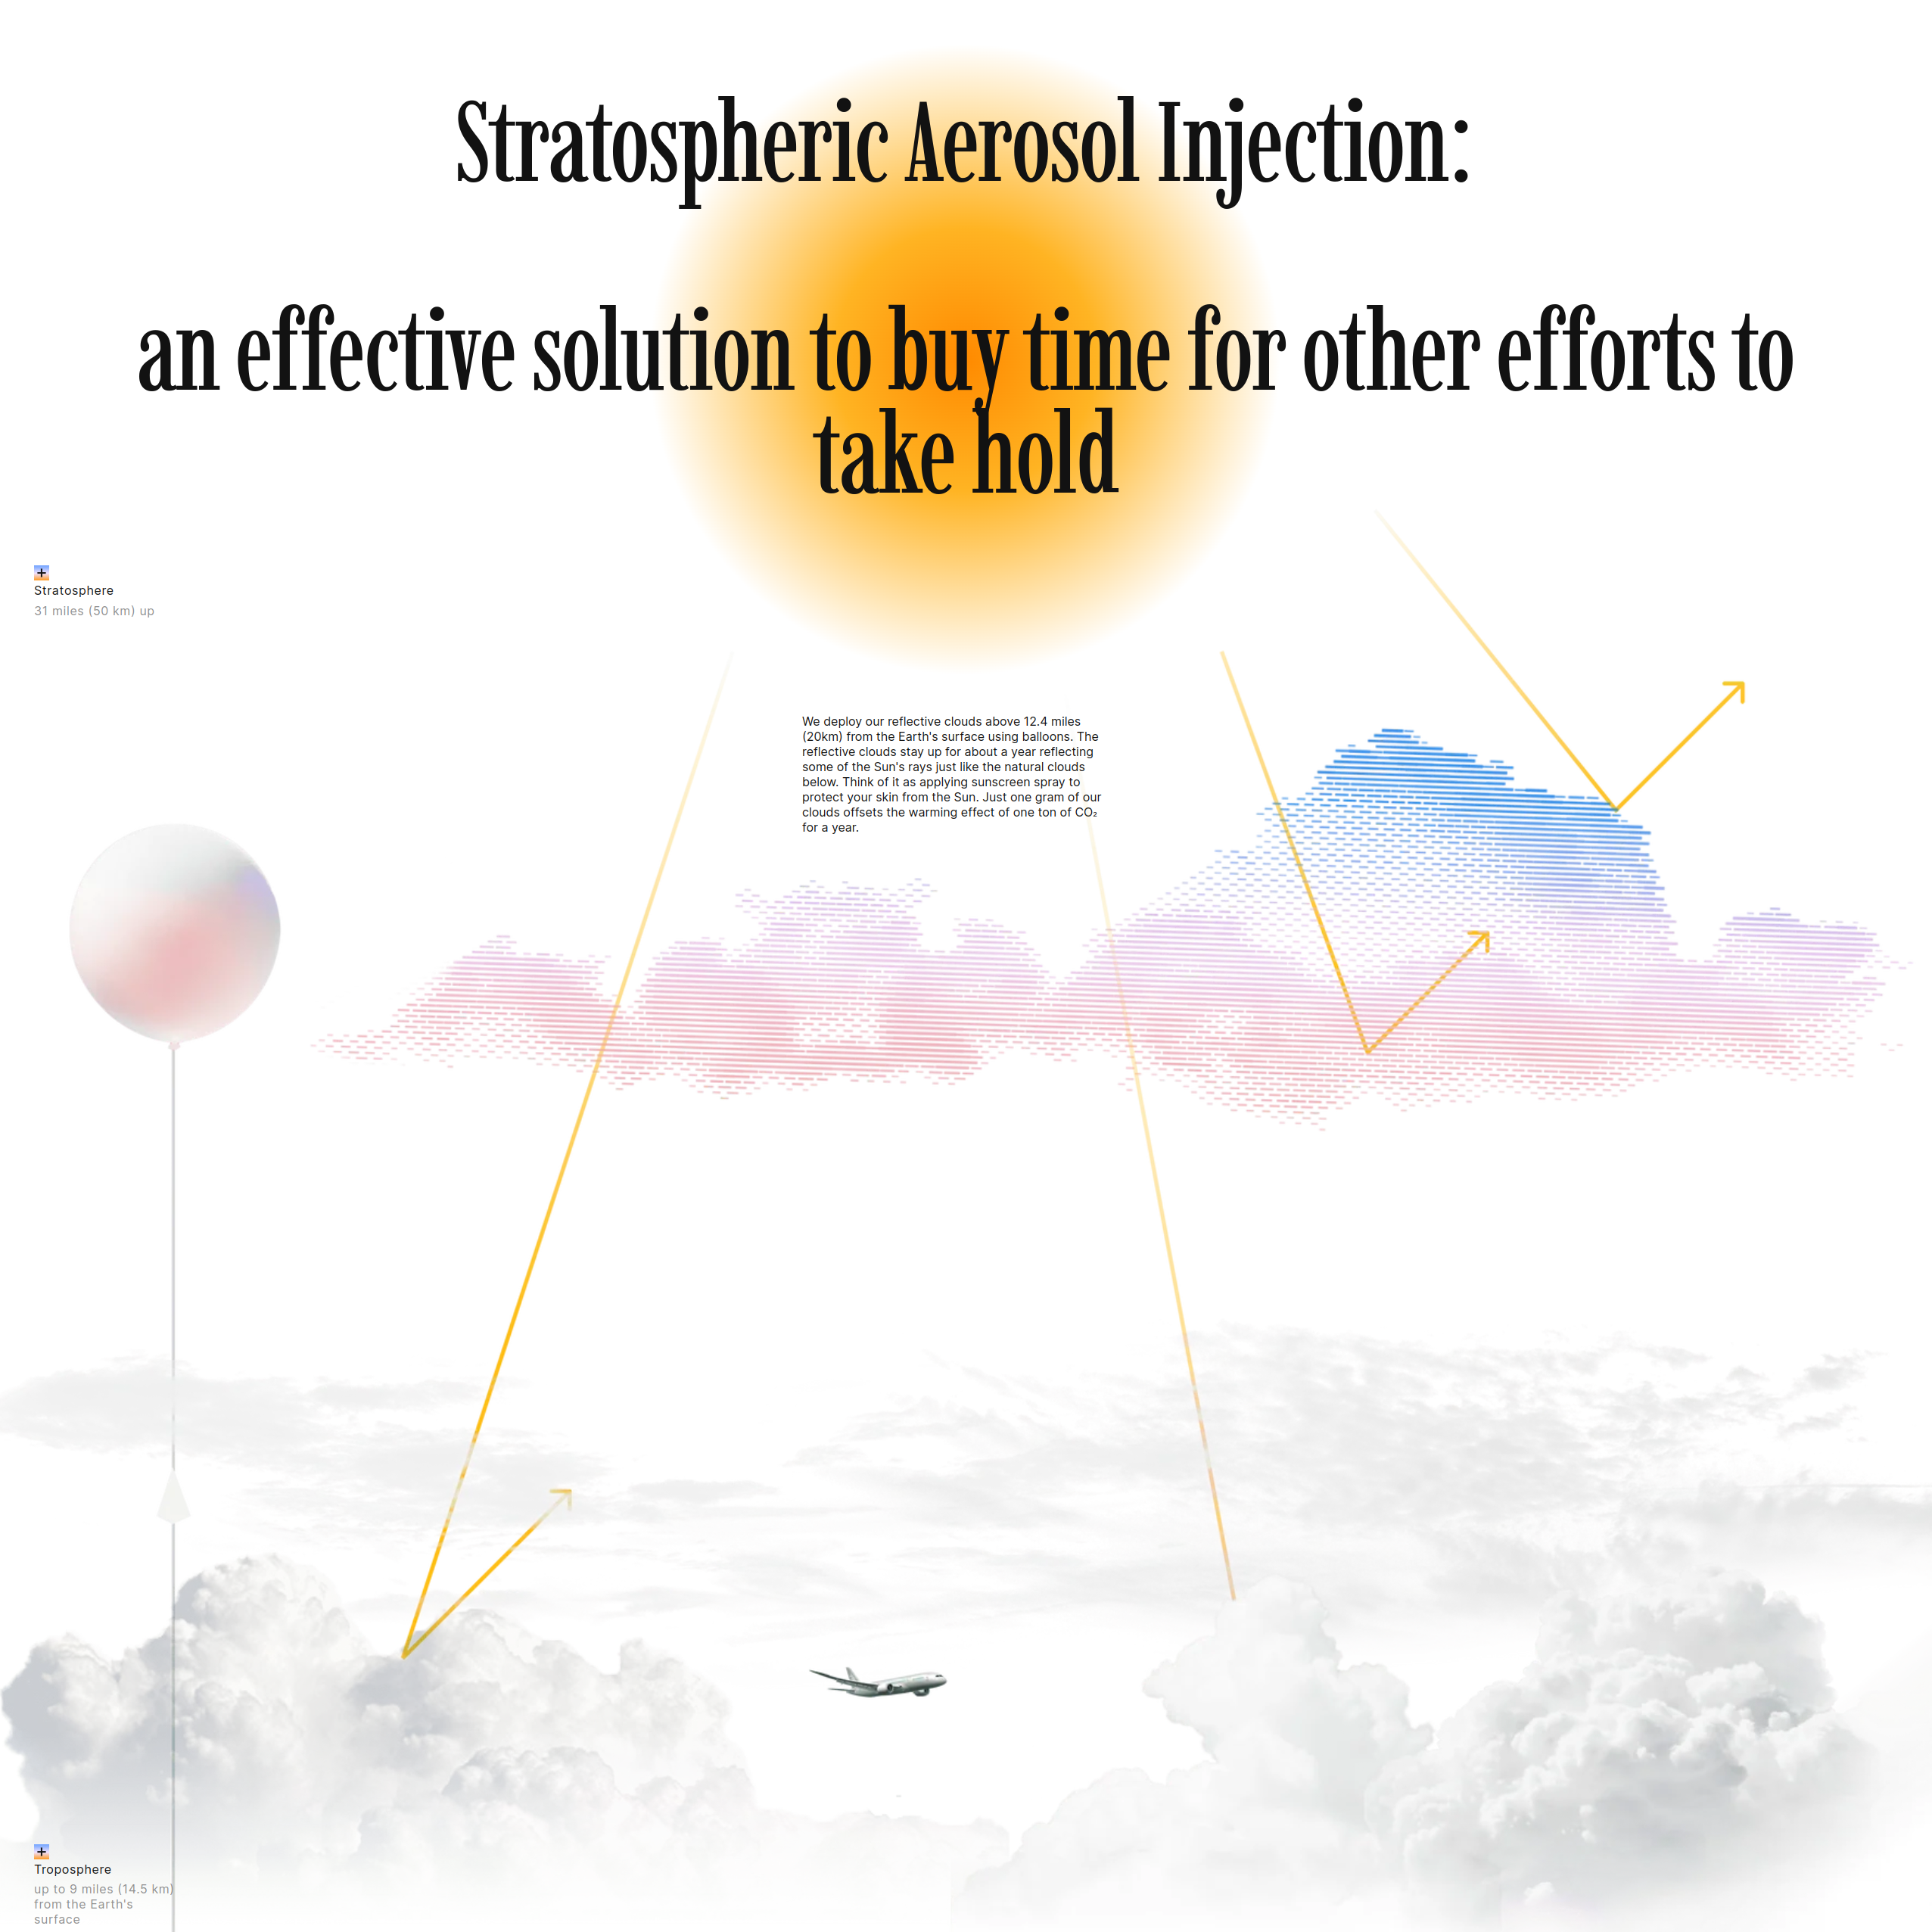 Stratospheric Aerosol Injection:
an effective solution to buy time for other efforts to
take hold
Stratosphere
31 miles (50 km) up
We deploy our reflective clouds above 12.4 miles
(20km) from the Earth's surface using balloons. The
reflective clouds stay up for about a year reflecting
some of the Sun's rays just like the natural clouds
below. Think of it as applying sunscreen spray to
protect your skin from the Sun. Just one gram of our
clouds offsets the warming effect of one ton of CO₂
for a year.
Troposphere
up to 9 miles (14.5 km)
from the Earth's
surface